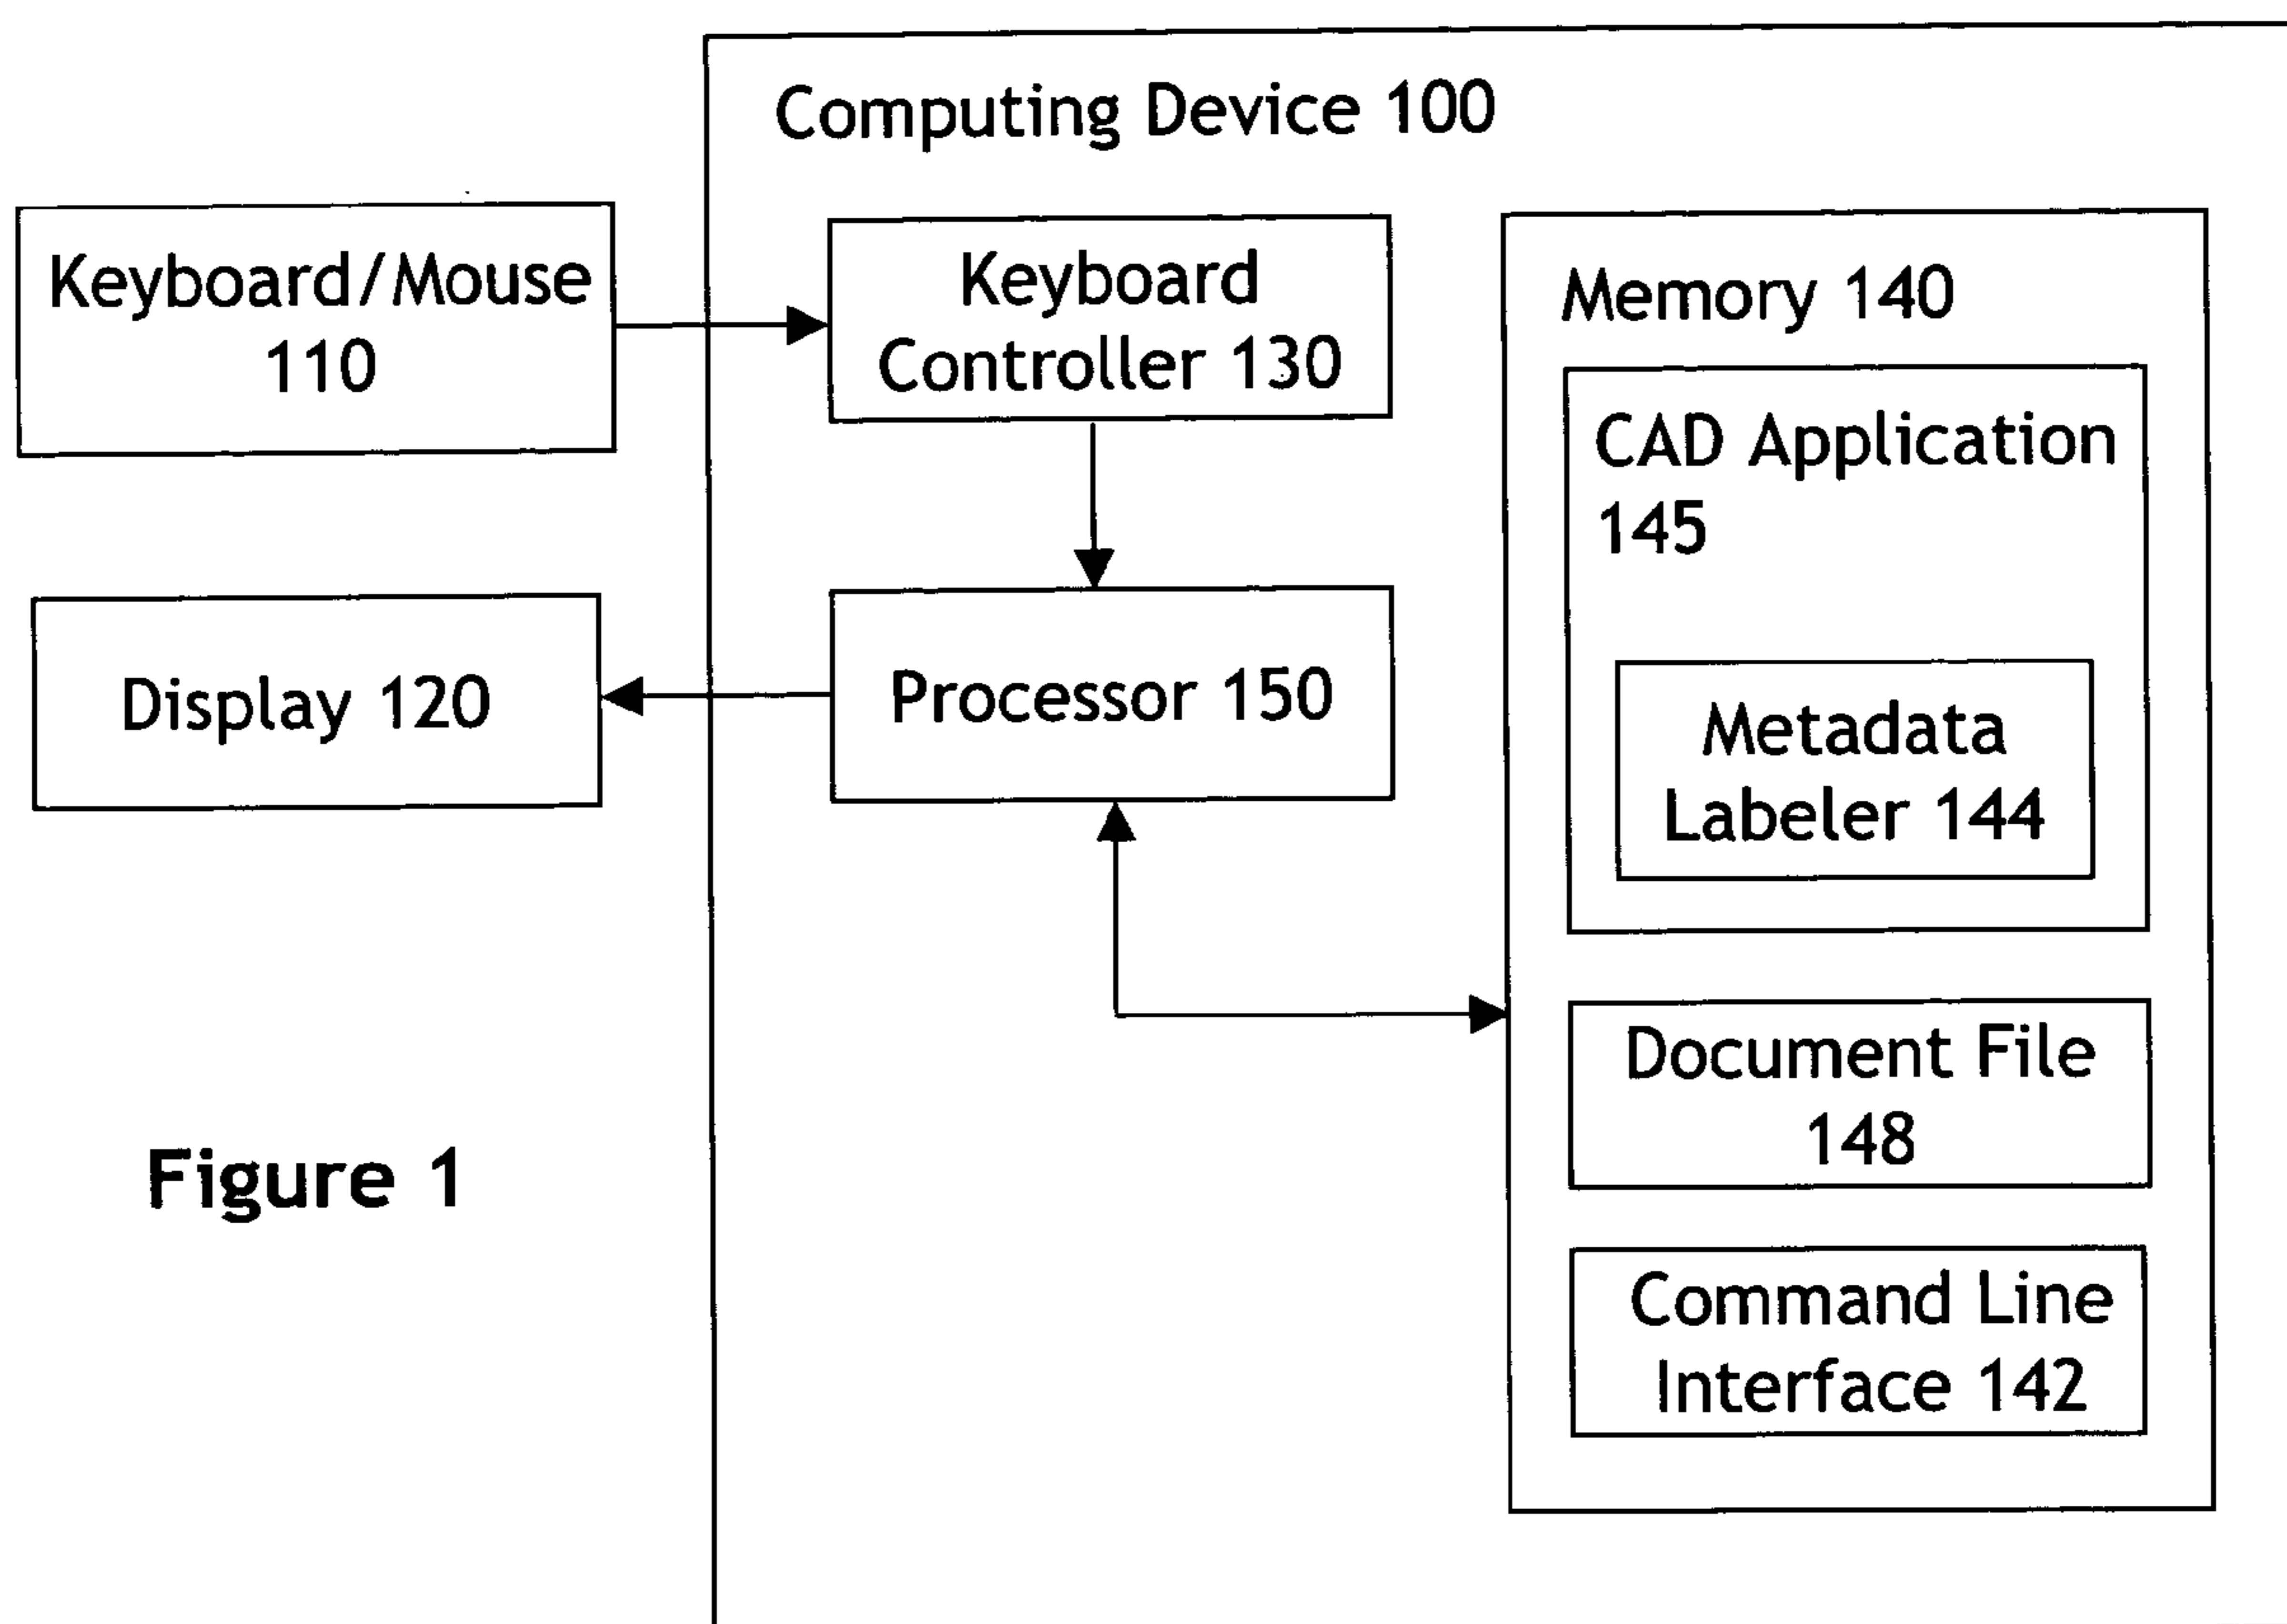 Computing Device 100
Keyboard/Mouse
110
Keyboard
Controller 130
Memory 140
CAD Application
145
Display 120
Processor 150
Metadata
Labeler 144
Document File
148
Figure 1
Command Line
Interface 142